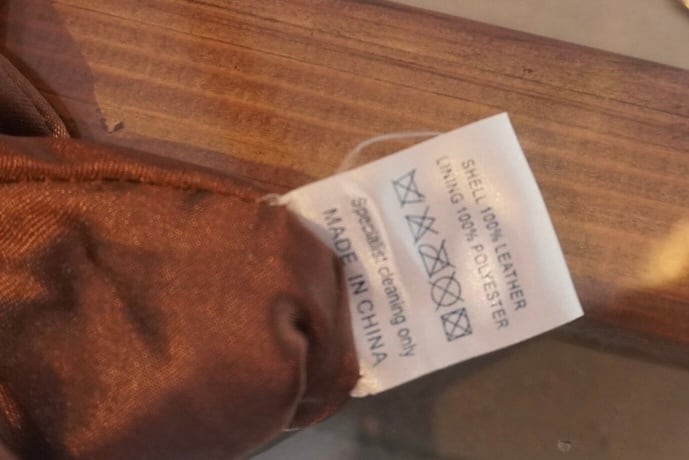 SHELL 100% LEATHER
LINING 100% POLYESTER
Specialist cleaning only
MADE IN CHINA